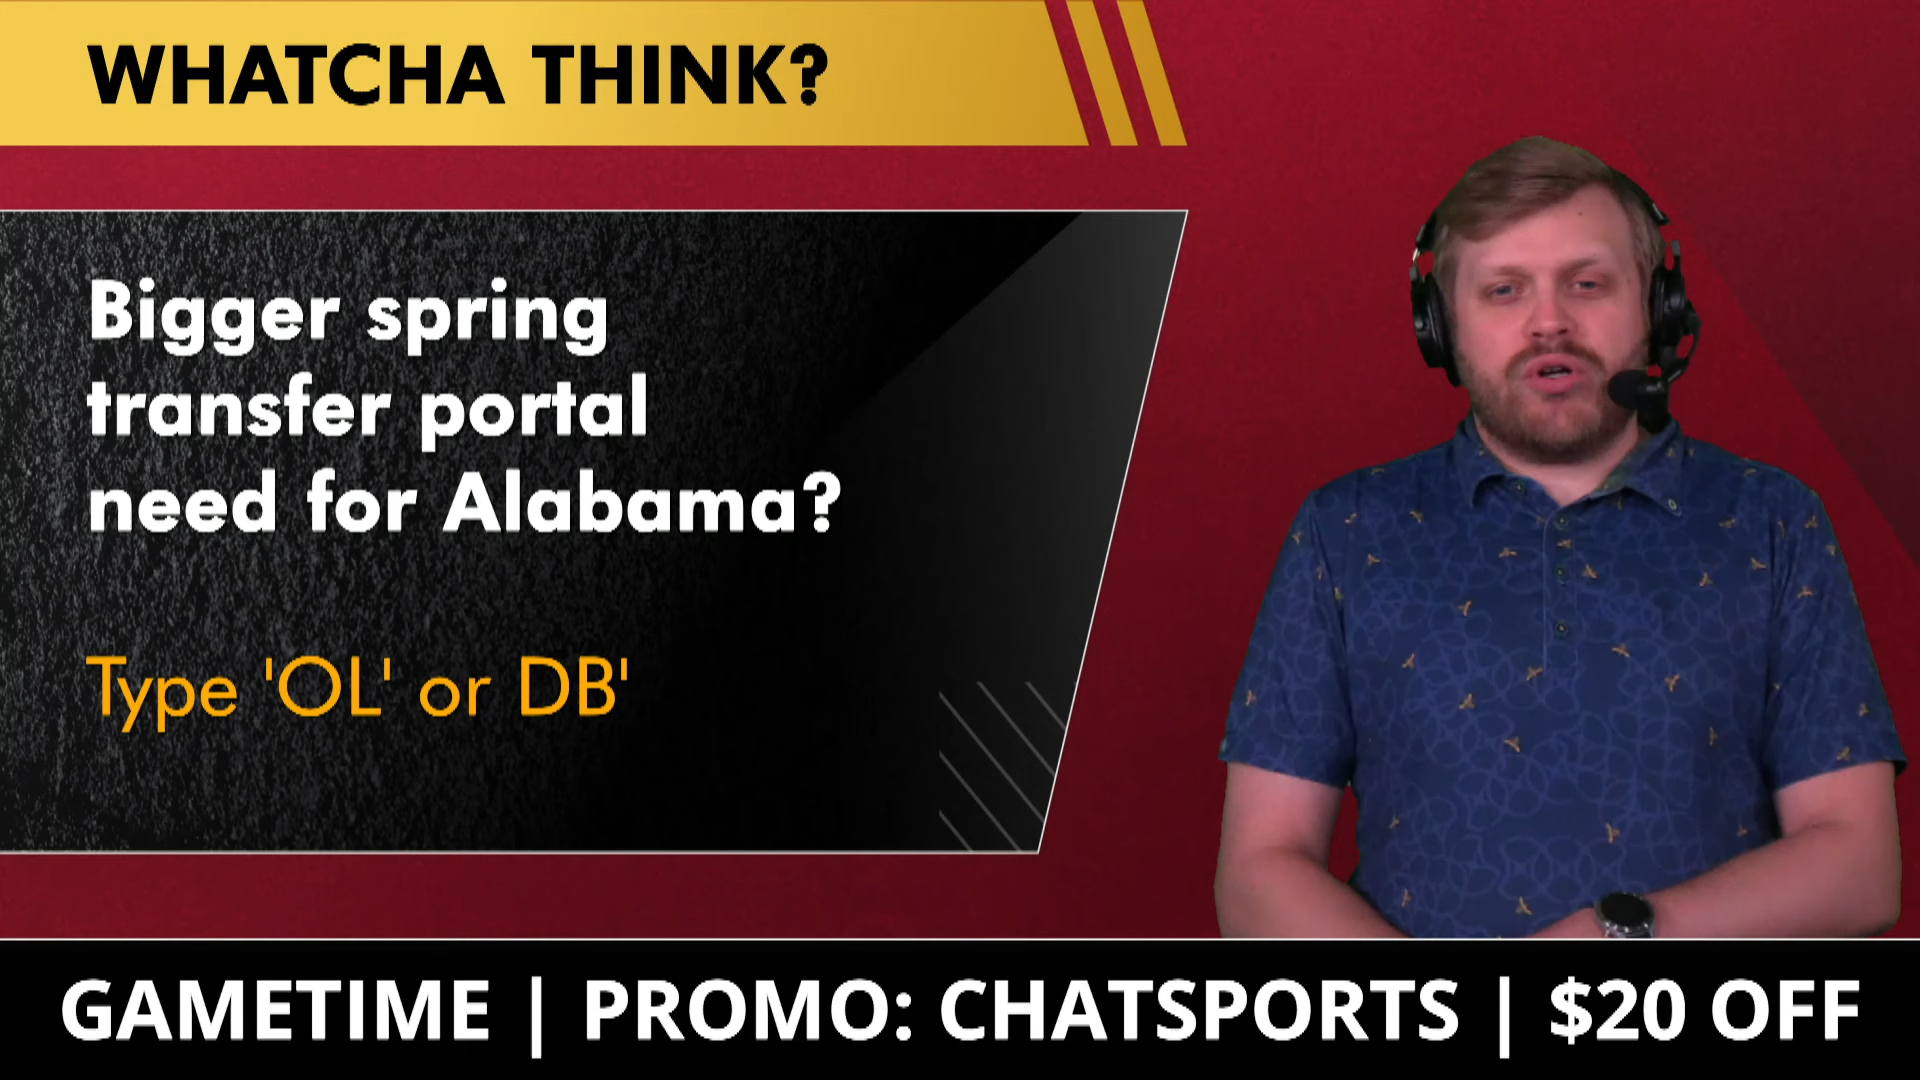 WHATCHA THINK?
Bigger spring
transfer portal
need for Alabama?
Type 'OL' or DB'
GAMETIME | PROMO: CHATSPORTS | $20 OFF